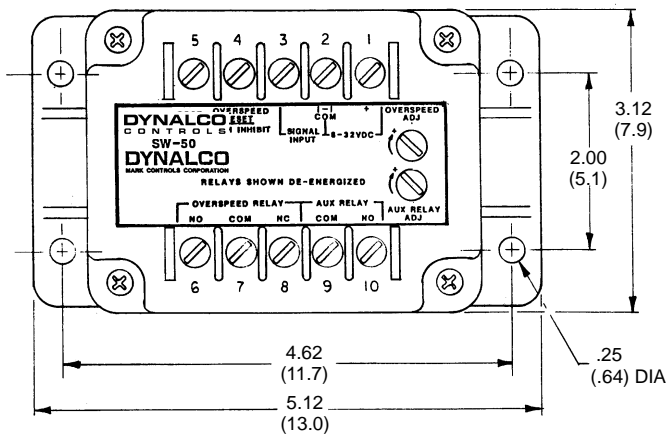 5 4 3 2 1
OVERSPEED
RESET
INHIBIT
DYNALCO
CONTROLS
SW-50
DYNALCO
MARK CONTROLS CORPORATION
(-)
COM
+
SIGNAL
INPUT
8-32VDC
OVERSPEED
ADJ
RELAYS SHOWN DE-ENERGIZED
OVERSPEED RELAY
AUX RELAY
NO COM NC COM NO
AUX RELAY
ADJ
6 7 8 9 10
3.12
(7.9)
2.00
(5.1)
4.62
(11.7)
5.12
(13.0)
.25
(.64) DIA